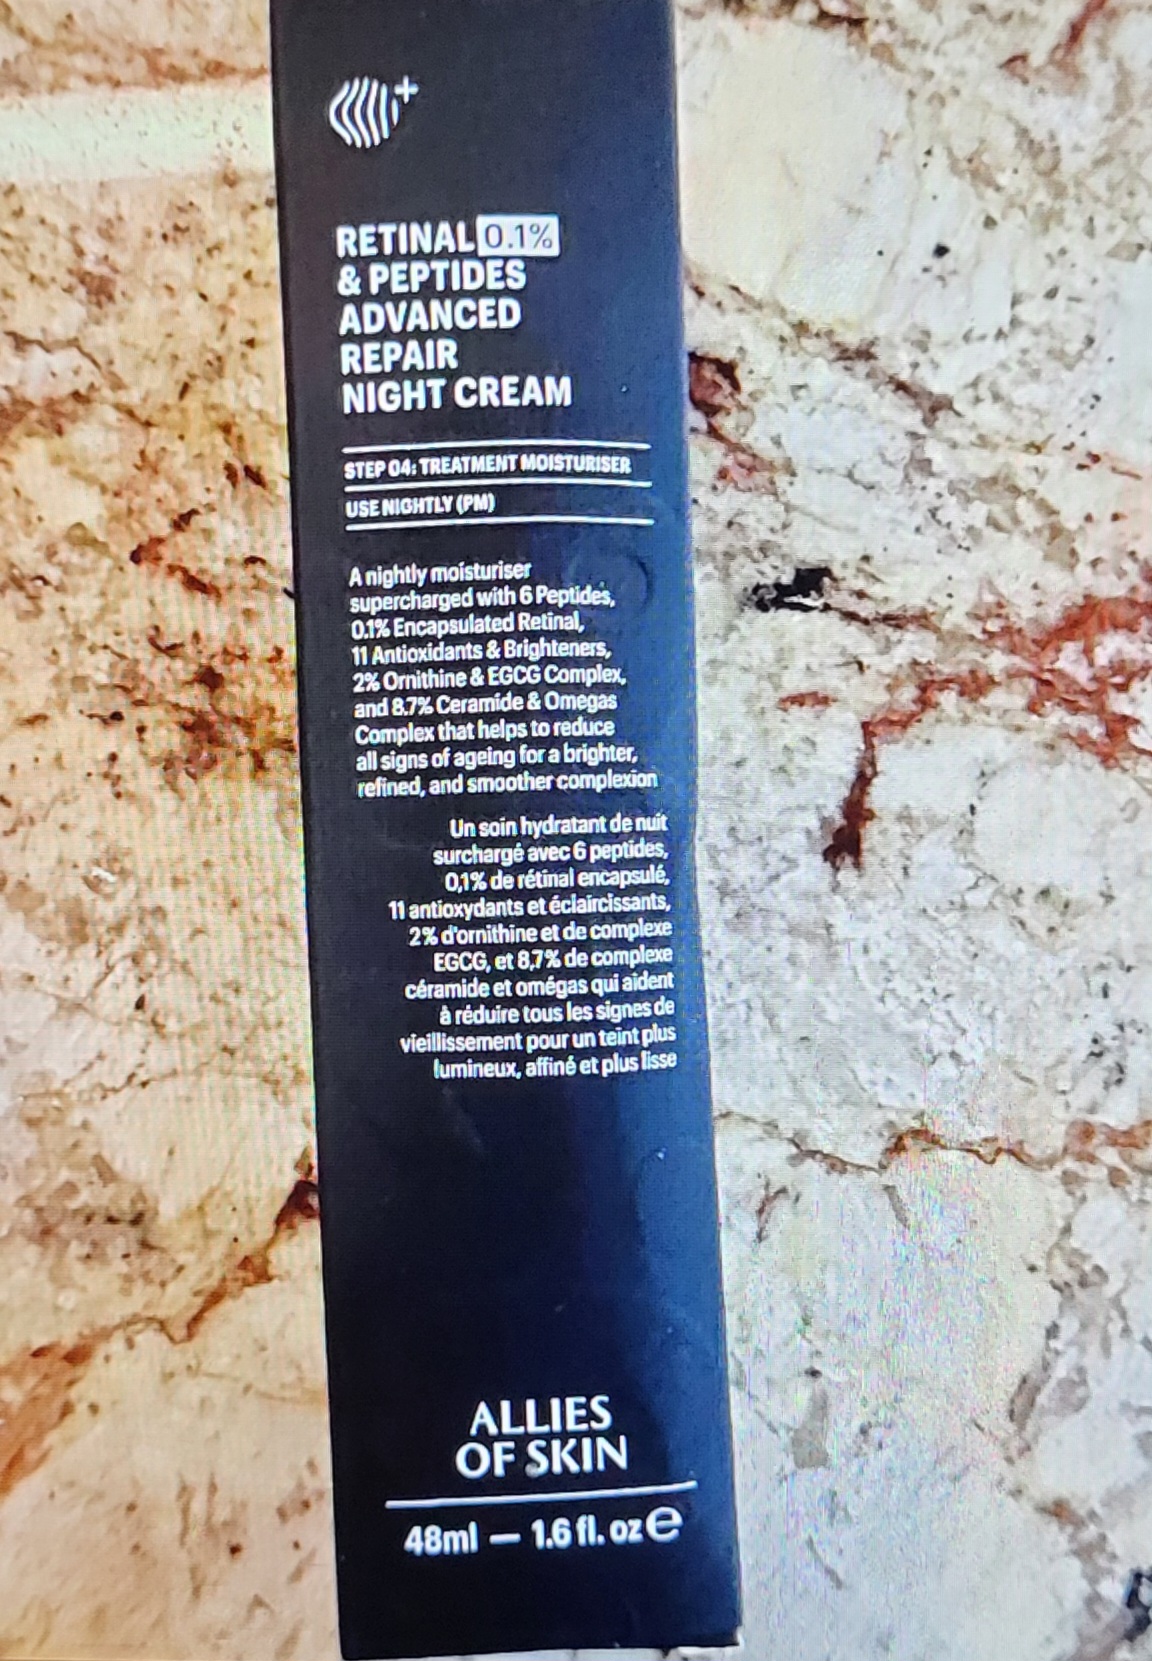 RETINAL 0.1%
& PEPTIDES
ADVANCED
REPAIR
NIGHT CREAM
STEP 04: TREATMENT MOISTURISER
USE NIGHTLY (PM)
A nightly moisturiser
supercharged with 6 Peptides,
0.1% Encapsulated Retinal,
11 Antioxidants & Brighteners,
2% Ornithine & EGCG Complex,
and 8.7% Ceramide & Omegas
Complex that helps to reduce
all signs of ageing for a brighter,
refined, and smoother complexion
Un soin hydratant de nuit
surchargé avec 6 peptides,
0,1% de rétinal encapsulé,
11 antioxydants et éclaircissants,
2% d'ornithine et de complexe
EGCG, et 8,7% de complexe
céramide et omégas qui aident
à réduire tous les signes de
vieillissement pour un teint plus
lumineux, affiné et plus lisse
ALLIES
OF SKIN
48ml — 1.6 fl. oz e